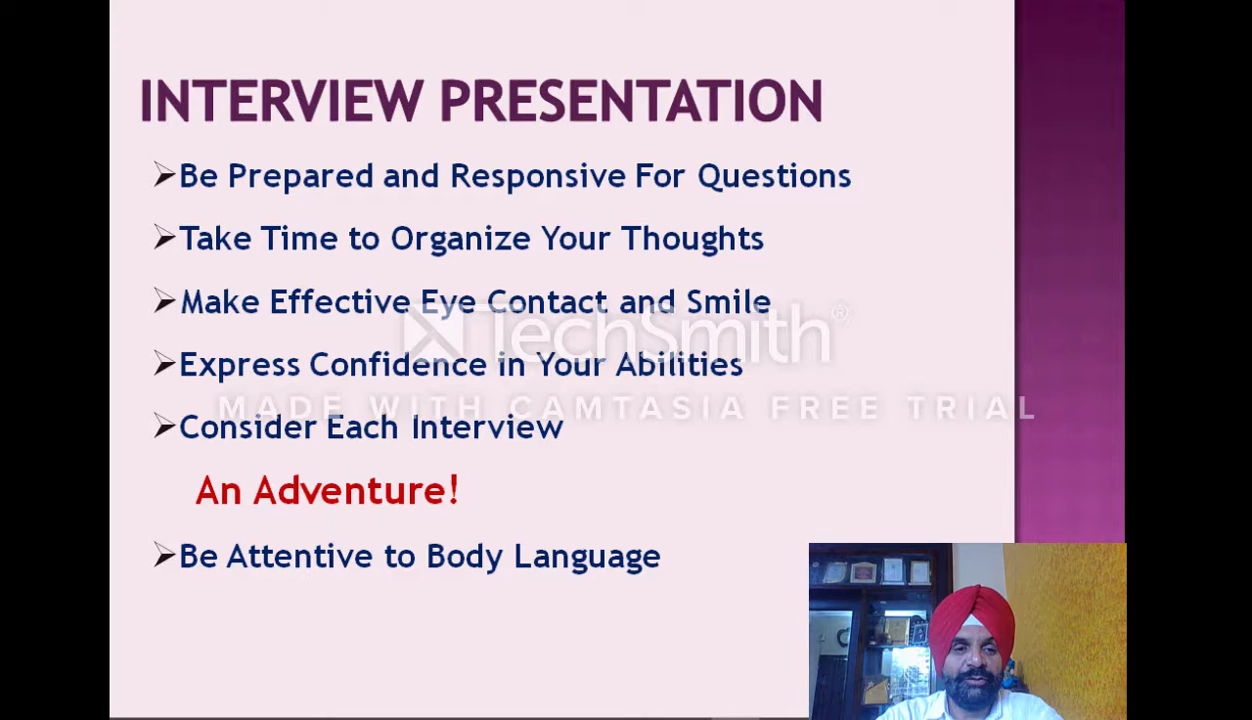 INTERVIEW PRESENTATION
Be Prepared and Responsive For Questions
Take Time to Organize Your Thoughts
Make Effective Eye Contact and Smile
TechSmith®
Express Confidence in Your Abilities
MADE WITH CAMTASIA FREE TRIAL
Consider Each Interview
An Adventure!
Be Attentive to Body Language